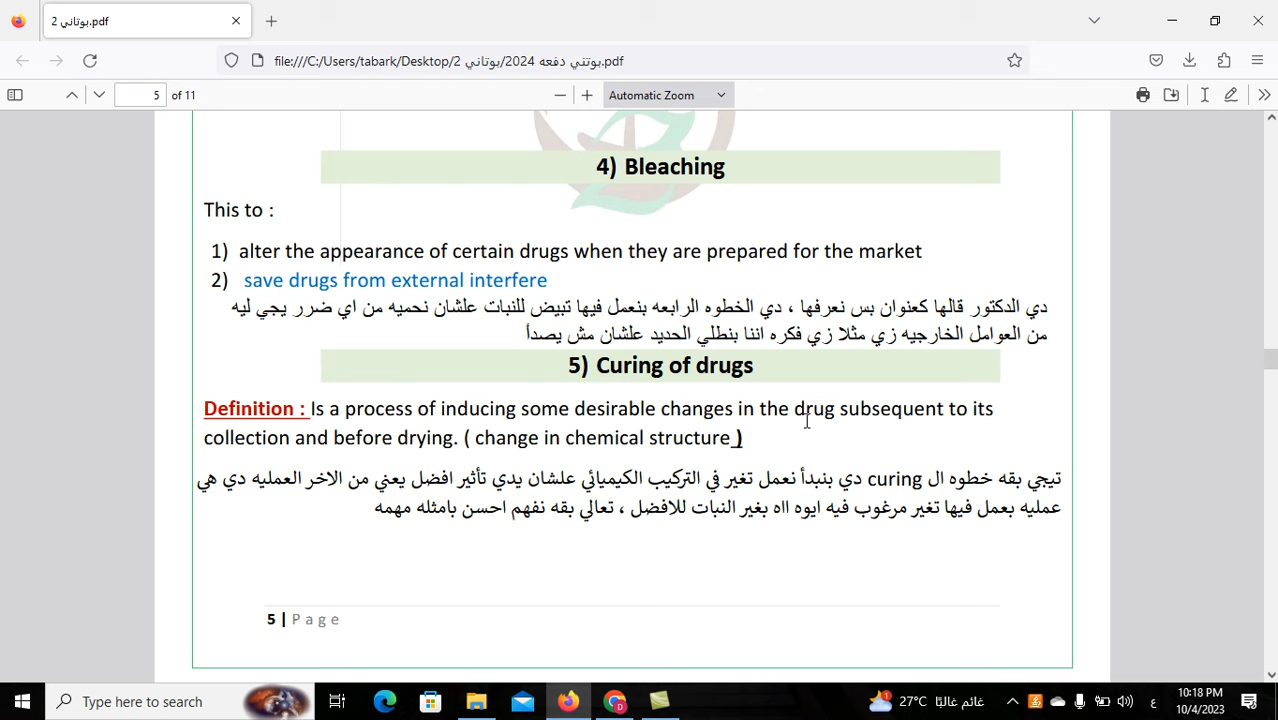 بوتاني 2.pdf
file:///C:/Users/tabark/Desktop/بوتاني 2/بوتني دفعه 2024.pdf
5 of 11
Automatic Zoom
4) Bleaching
This to :
1) alter the appearance of certain drugs when they are prepared for the market
2) save drugs from external interfere
دي الدكتور قالها كعنوان بس نعرفها ، دي الخطوه الرابعه بنعمل فيها تبيض للنبات علشان نحميه من اي ضرر يجي ليه
من العوامل الخارجيه زي مثلا زي فكره اننا بنطلي الحديد علشان مش يصدأ
5) Curing of drugs
Definition : Is a process of inducing some desirable changes in the drug subsequent to its
collection and before drying. ( change in chemical structure )
تيجي بقه خطوه ال curing دي بنبدأ نعمل تغير في التركيب الكيميائي علشان يدي تأثير افضل يعني من الاخر العمليه دي هي
عمليه بعمل فيها تغير مرغوب فيه ايوه ااه بغير النبات للافضل ، تعالي بقه نفهم احسن بامثله مهمه
5 | Page
Type here to search
27°C غائم غالبًا
ع
10:18 PM
10/4/2023